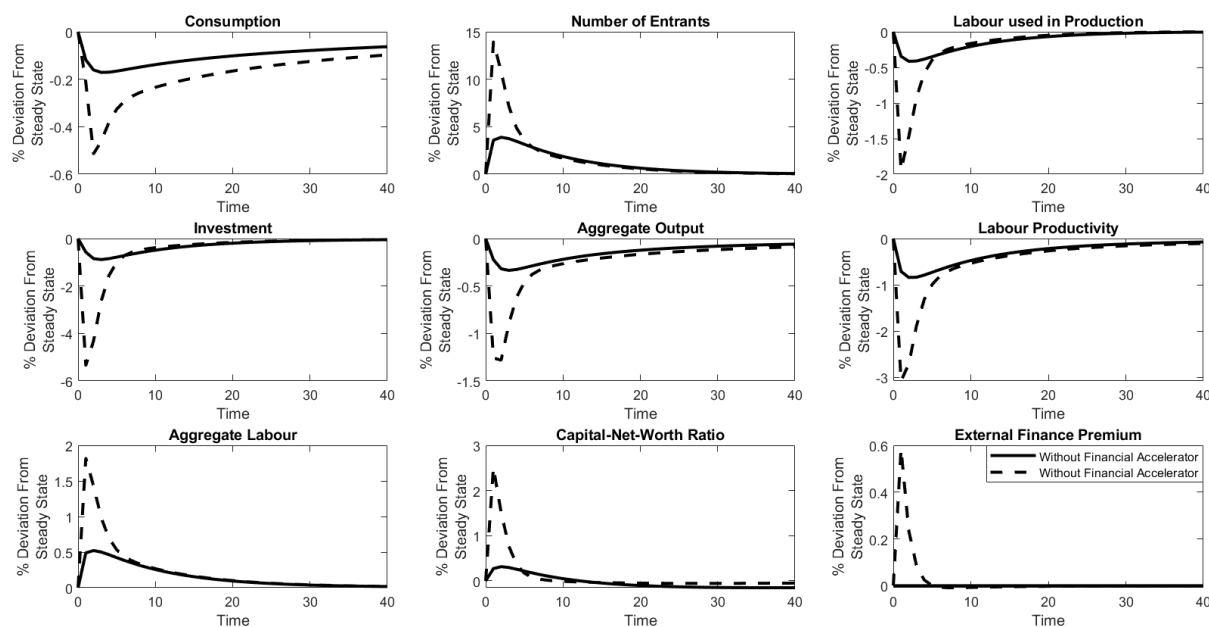 Consumption
% Deviation From
Steady State
0
-0.2
-0.4
-0.6
0 10 20 30 40
Time
Number of Entrants
% Deviation From
Steady State
15
10
5
0
0 10 20 30 40
Time
Labour used in Production
% Deviation From
Steady State
0
-0.5
-1
-1.5
-2
0 10 20 30 40
Time
Investment
% Deviation From
Steady State
0
-2
-4
-6
0 10 20 30 40
Time
Aggregate Output
% Deviation From
Steady State
0
-0.5
-1
-1.5
0 10 20 30 40
Time
Labour Productivity
% Deviation From
Steady State
0
-1
-2
-3
0 10 20 30 40
Time
Aggregate Labour
% Deviation From
Steady State
2
1.5
1
0.5
0
0 10 20 30 40
Time
Capital-Net-Worth Ratio
% Deviation From
Steady State
3
2
1
0
0 10 20 30 40
Time
External Finance Premium
% Deviation From
Steady State
0.6
0.4
0.2
0
0 10 20 30 40
Time
Without Financial Accelerator
Without Financial Accelerator